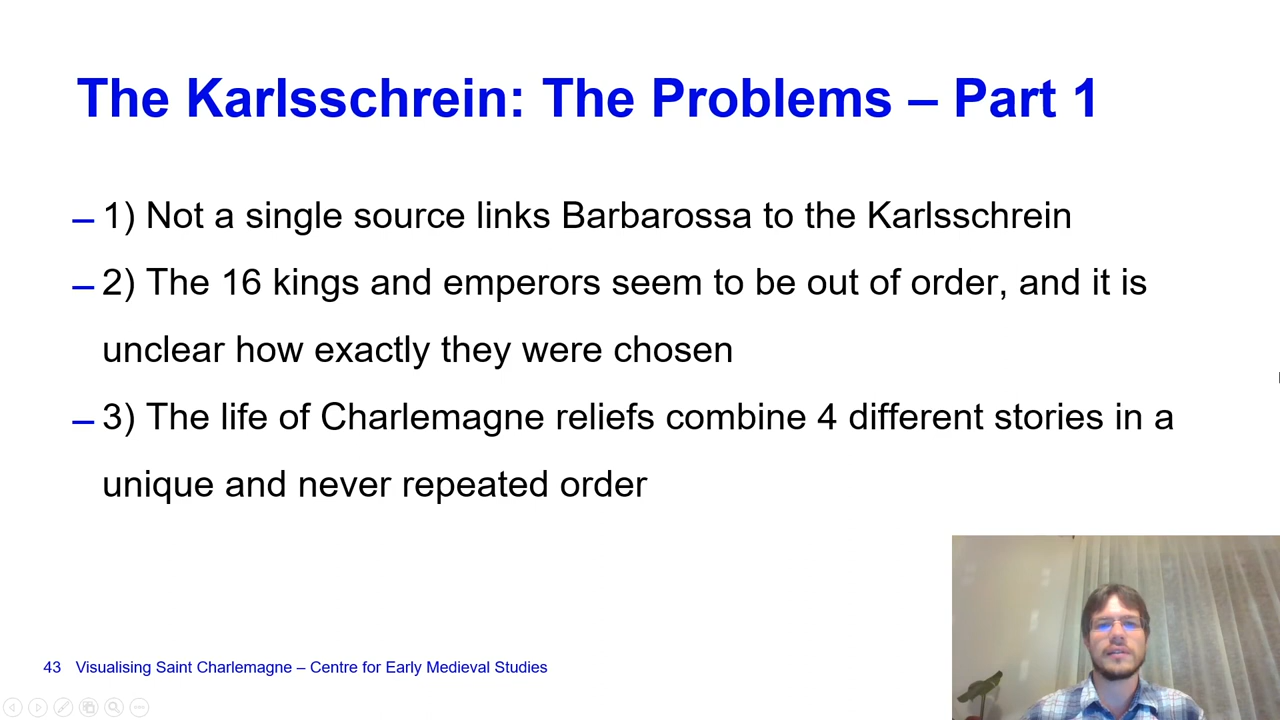 The Karlsschrein: The Problems – Part 1
– 1) Not a single source links Barbarossa to the Karlsschrein
– 2) The 16 kings and emperors seem to be out of order, and it is
unclear how exactly they were chosen
– 3) The life of Charlemagne reliefs combine 4 different stories in a
unique and never repeated order
43 Visualising Saint Charlemagne – Centre for Early Medieval Studies